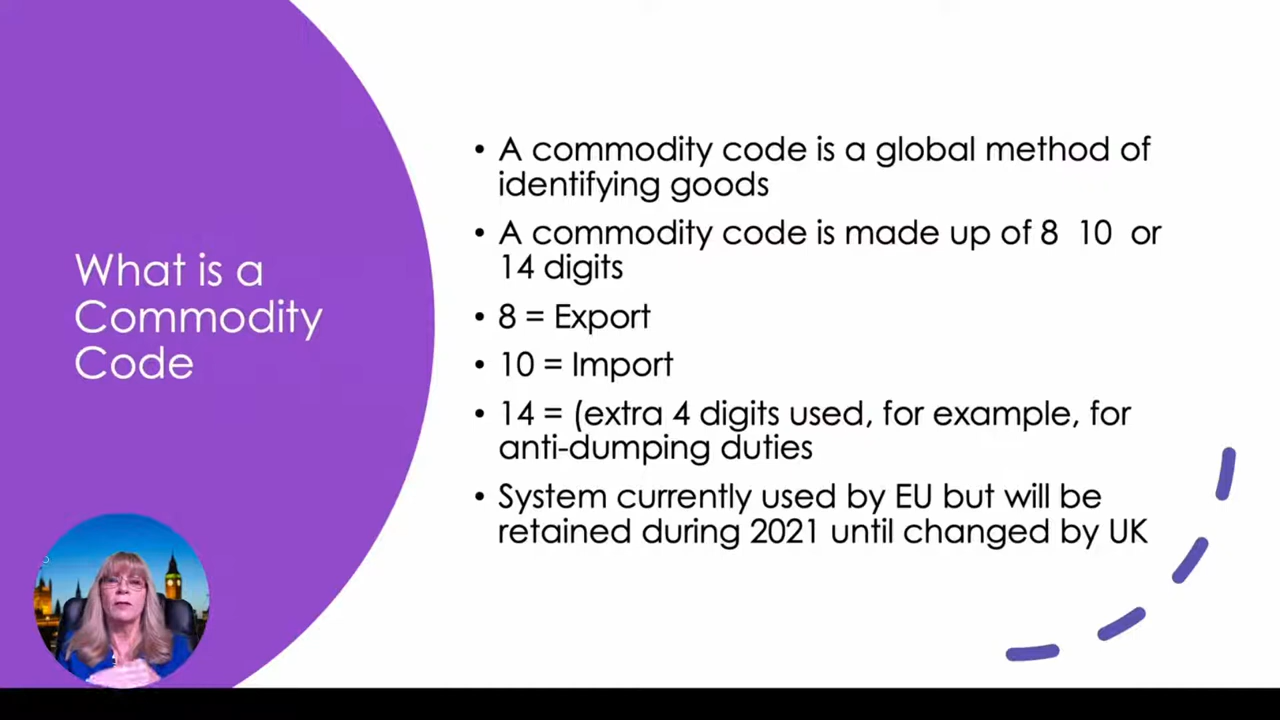 What is a
Commodity
Code
• A commodity code is a global method of
identifying goods
• A commodity code is made up of 8  10  or
14 digits
• 8 = Export
• 10 = Import
• 14 = (extra 4 digits used, for example, for
anti-dumping duties
• System currently used by EU but will be
retained during 2021 until changed by UK